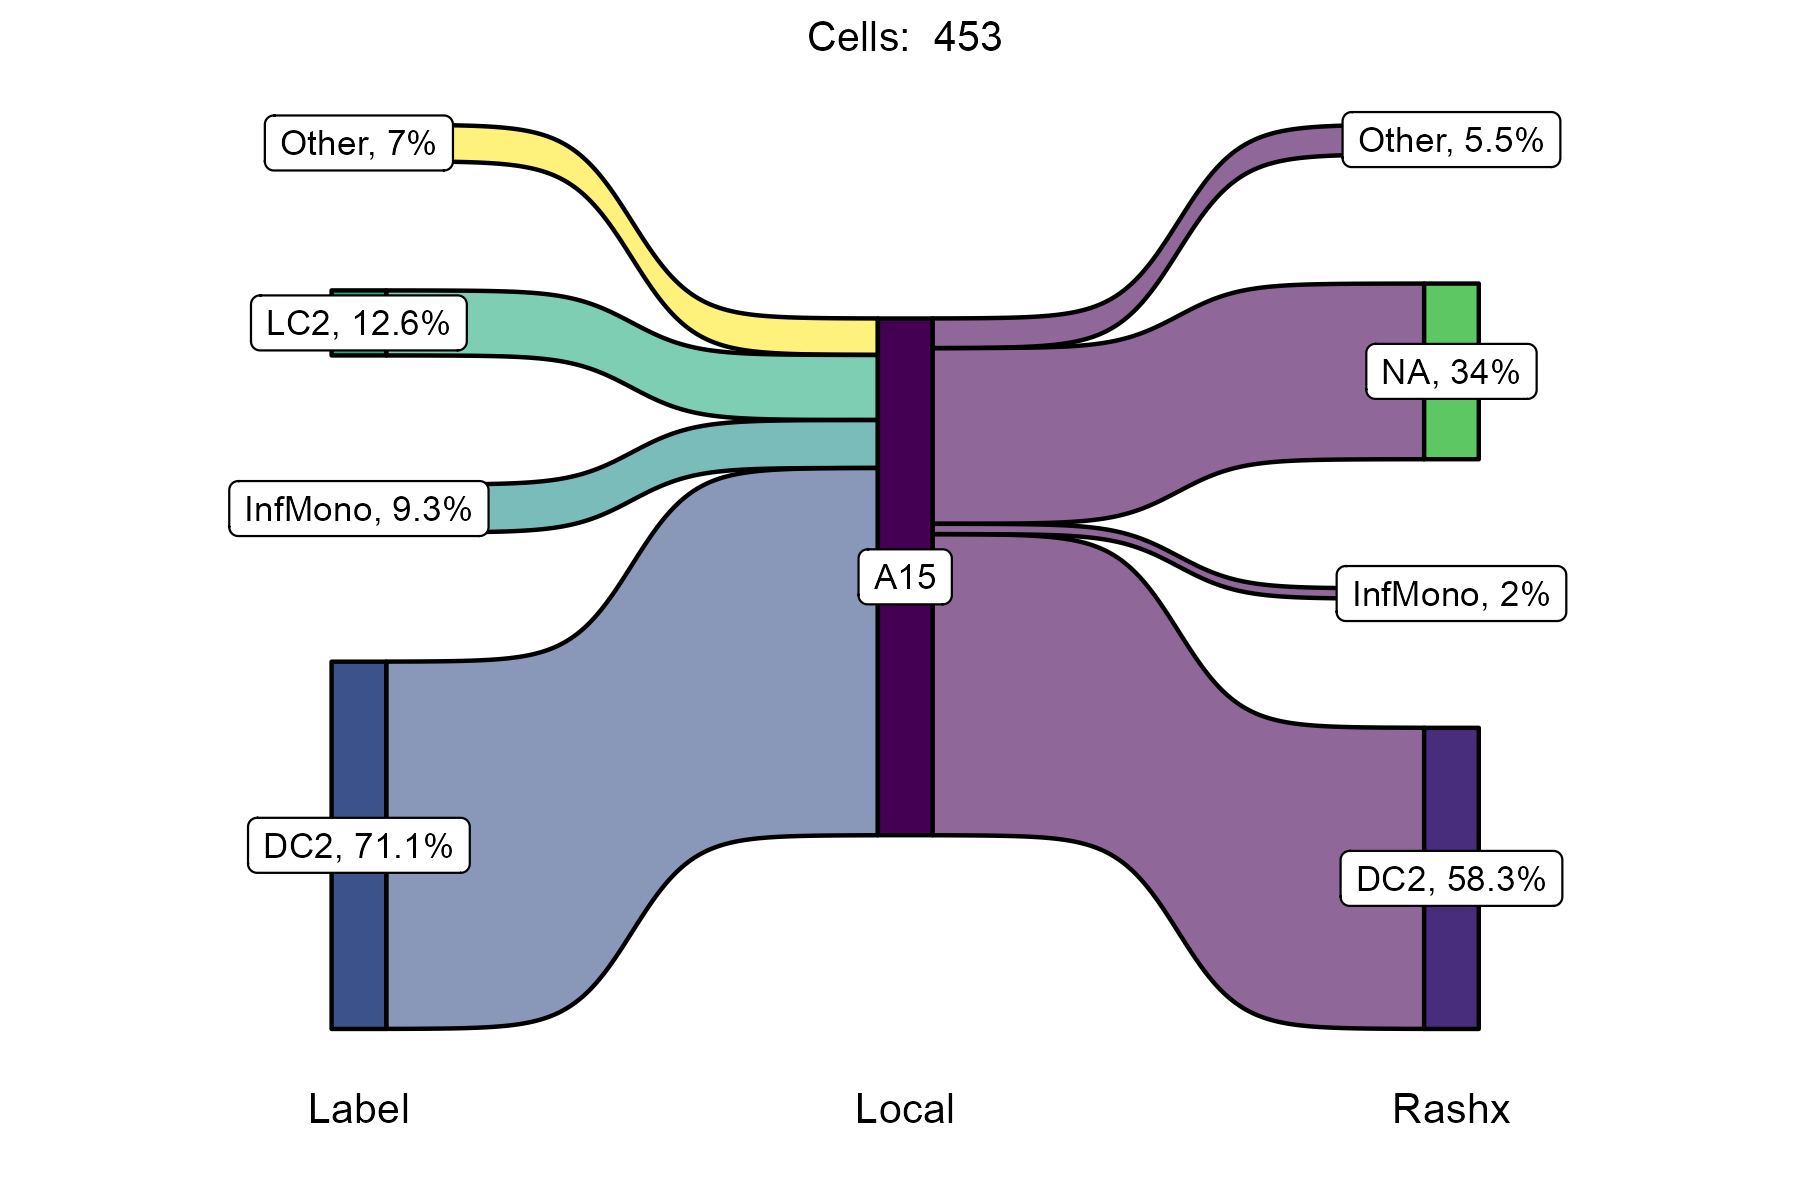 Cells:  453
Other, 7%
Other, 5.5%
LC2, 12.6%
NA, 34%
InfMono, 9.3%
A15
InfMono, 2%
DC2, 71.1%
DC2, 58.3%
Label
Local
Rashx